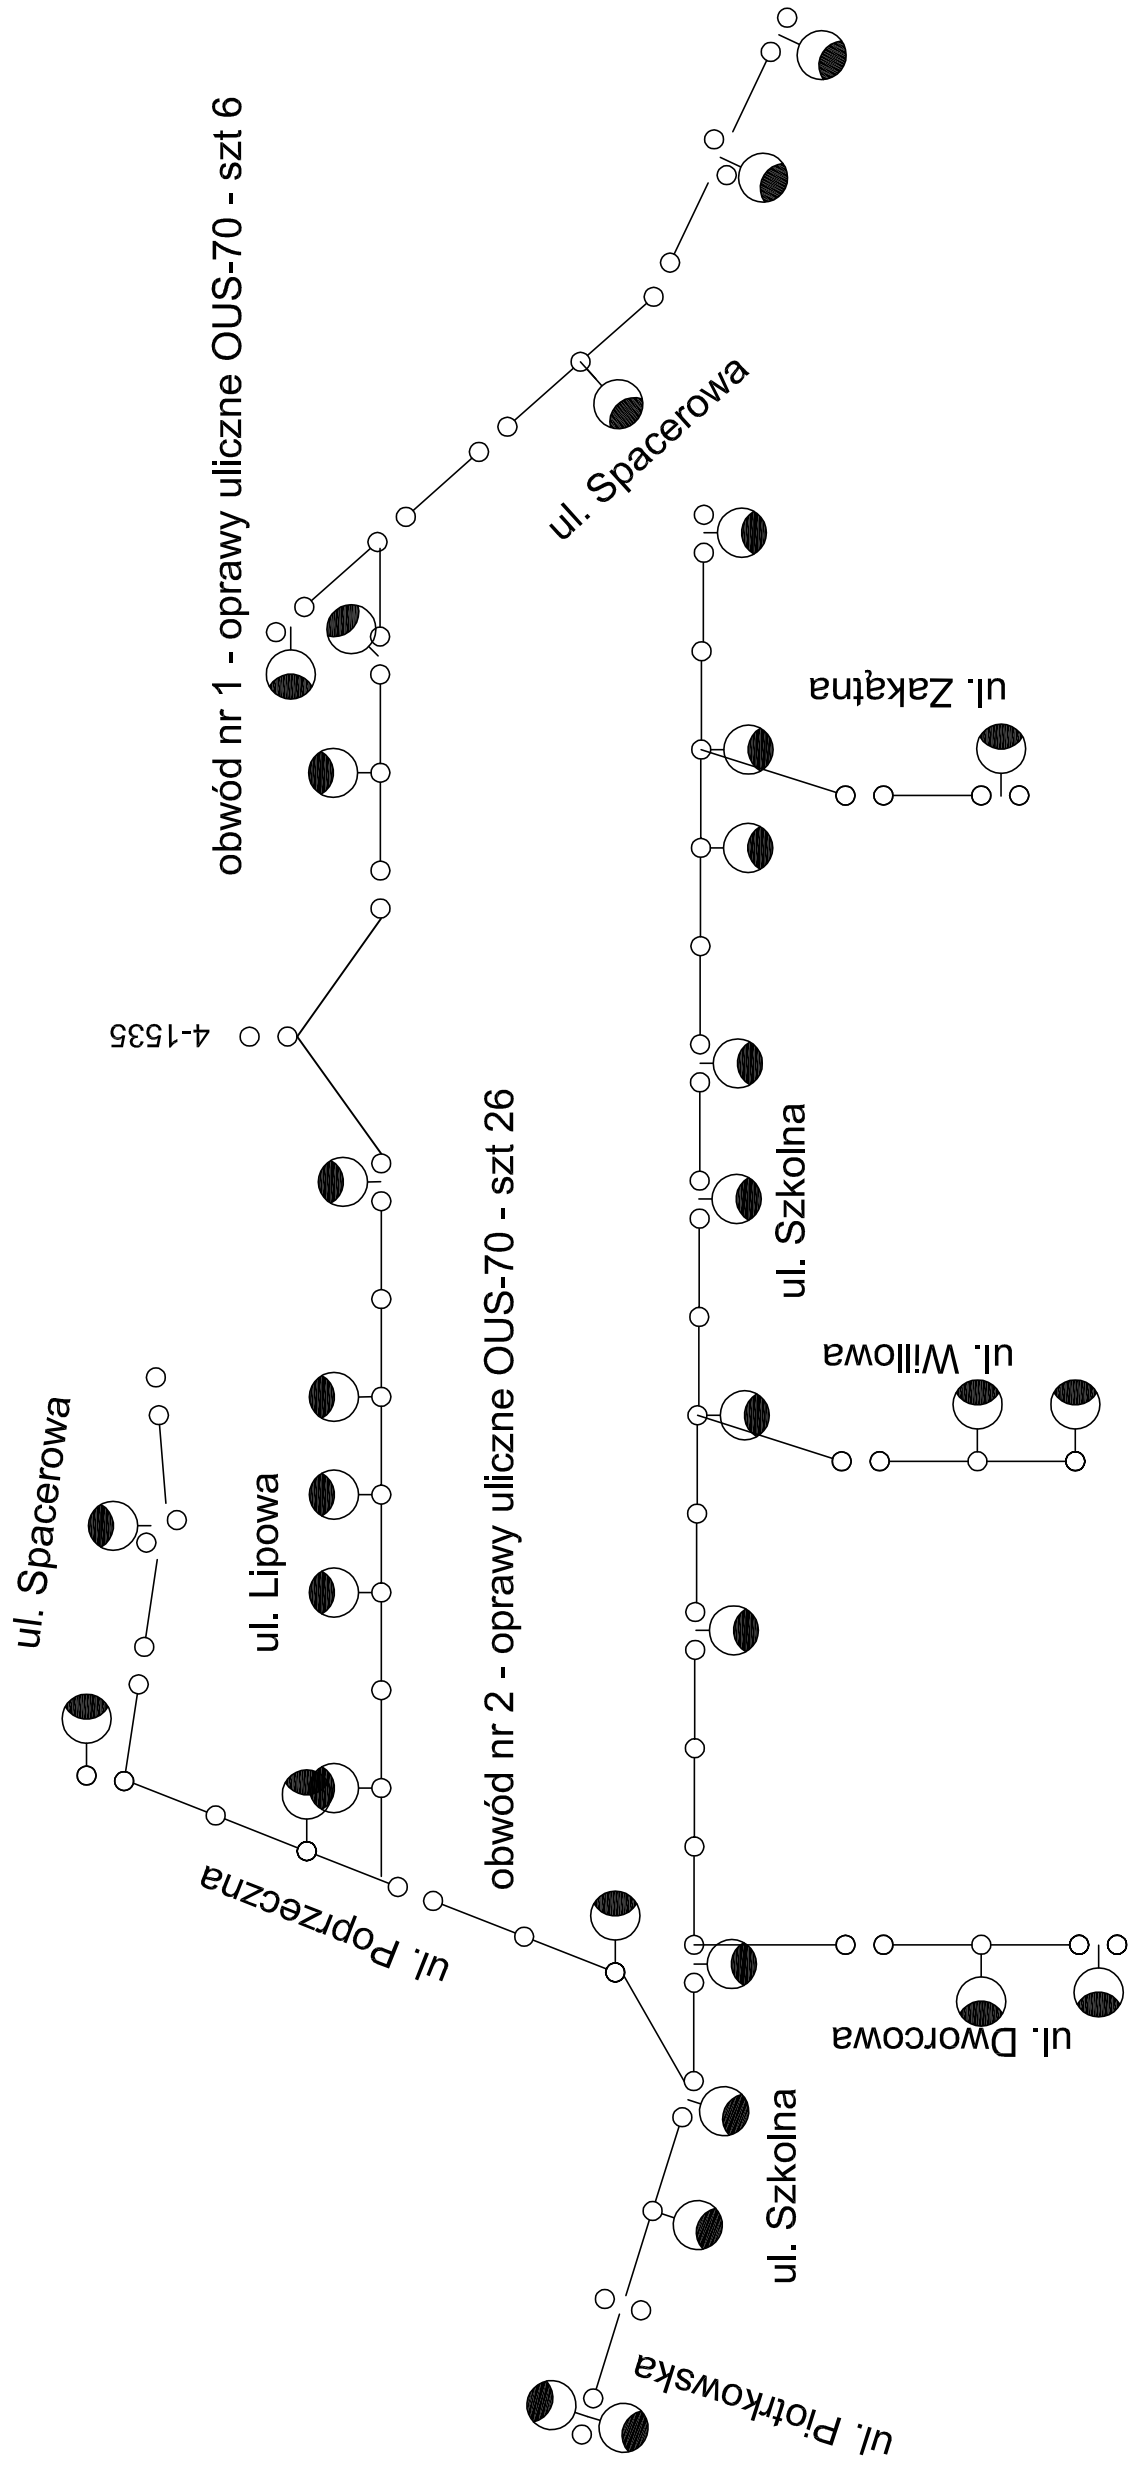 obwód nr 1 - oprawy uliczne OUS-70 - szt 6
ul. Spacerowa
ul. Zakątna
4-1535
obwód nr 2 - oprawy uliczne OUS-70 - szt 26
ul. Szkolna
ul. Willowa
ul. Spacerowa
ul. Lipowa
ul. Poprzeczna
ul. Dworcowa
ul. Szkolna
ul. Piotrkowska